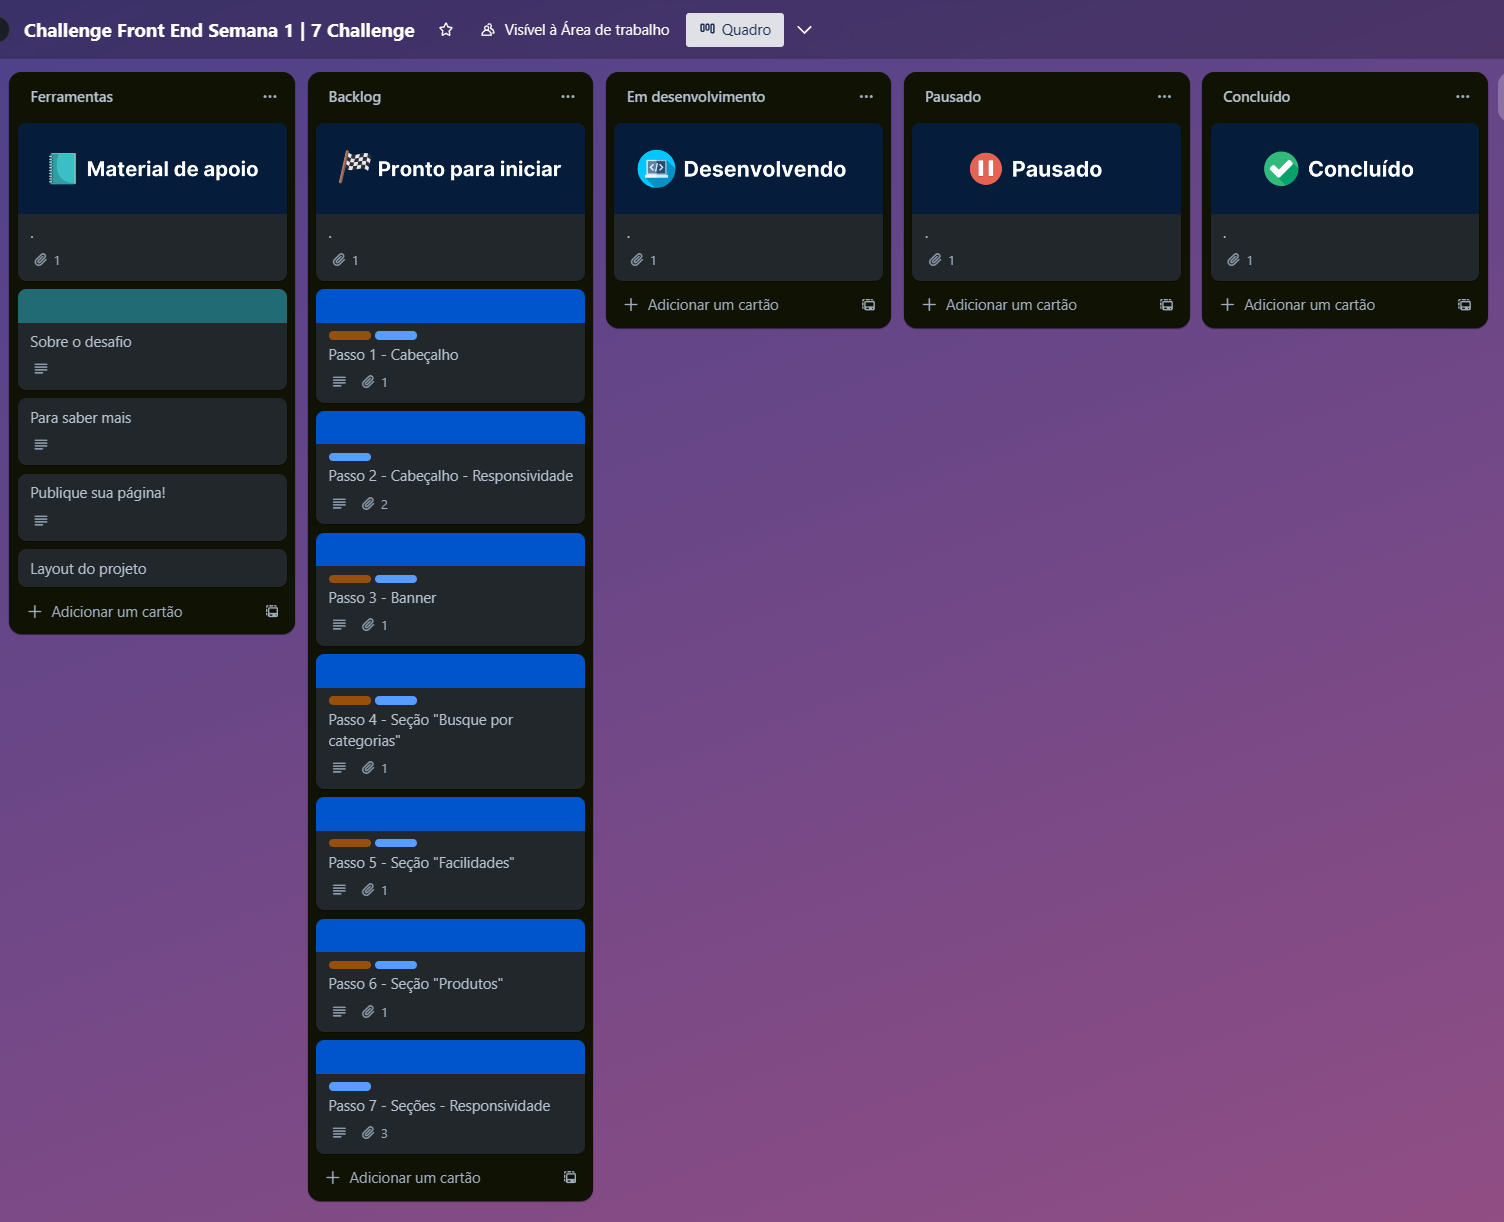 Challenge Front End Semana 1 | 7 Challenge
Visível à Área de trabalho
Quadro
Ferramentas
Material de apoio
.
1
Sobre o desafio
Para saber mais
Publique sua página!
Layout do projeto
Adicionar um cartão
Backlog
Pronto para iniciar
.
1
Passo 1 - Cabeçalho
1
Passo 2 - Cabeçalho - Responsividade
2
Passo 3 - Banner
1
Passo 4 - Seção "Busque por
categorias"
1
Passo 5 - Seção "Facilidades"
1
Passo 6 - Seção "Produtos"
1
Passo 7 - Seções - Responsividade
3
Adicionar um cartão
Em desenvolvimento
Desenvolvendo
.
1
Adicionar um cartão
Pausado
Pausado
.
1
Adicionar um cartão
Concluído
Concluído
.
1
Adicionar um cartão